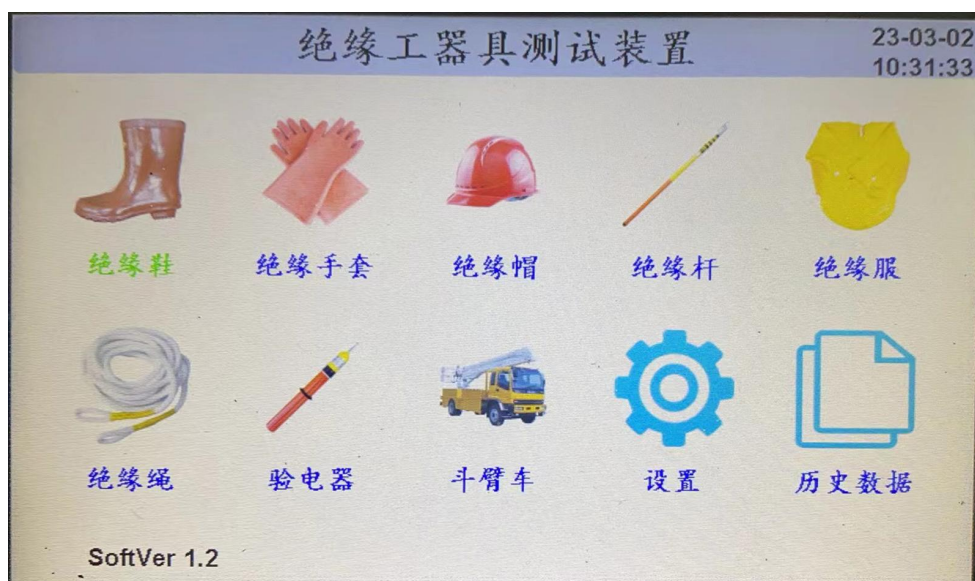 绝缘工器具测试装置
23-03-02
10:31:33
绝缘鞋 绝缘手套 绝缘帽 绝缘杆 绝缘服
绝缘绳 验电器 斗臂车 设置 历史数据
SoftVer 1.2